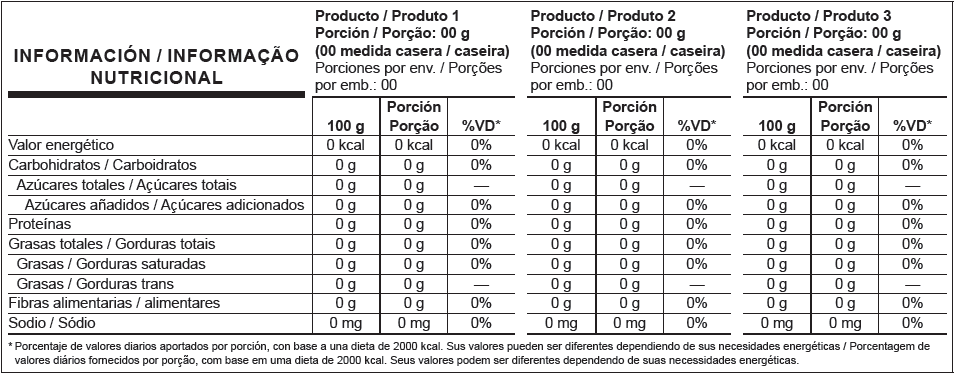 INFORMACIÓN / INFORMAÇÃO
NUTRICIONAL
Producto / Produto 1
Porción / Porção: 00 g
(00 medida casera / caseira)
Porciones por env. / Porções
por emb.: 00
Producto / Produto 2
Porción / Porção: 00 g
(00 medida casera / caseira)
Porciones por env. / Porções
por emb.: 00
Producto / Produto 3
Porción / Porção: 00 g
(00 medida casera / caseira)
Porciones por env. / Porções
por emb.: 00
100 g Porción Porção %VD* 100 g Porción Porção %VD* 100 g Porción Porção %VD*
Valor energético 0 kcal 0 kcal 0% 0 kcal 0 kcal 0% 0 kcal 0 kcal 0%
Carbohidratos / Carboidratos 0 g 0 g 0% 0 g 0 g 0% 0 g 0 g 0%
Azúcares totales / Açúcares totais 0 g 0 g — 0 g 0 g — 0 g 0 g —
Azúcares añadidos / Açúcares adicionados 0 g 0 g 0% 0 g 0 g 0% 0 g 0 g 0%
Proteínas 0 g 0 g 0% 0 g 0 g 0% 0 g 0 g 0%
Grasas totales / Gorduras totais 0 g 0 g 0% 0 g 0 g 0% 0 g 0 g 0%
Grasas / Gorduras saturadas 0 g 0 g 0% 0 g 0 g 0% 0 g 0 g 0%
Grasas / Gorduras trans 0 g 0 g — 0 g 0 g — 0 g 0 g —
Fibras alimentarias / alimentares 0 g 0 g 0% 0 g 0 g 0% 0 g 0 g 0%
Sodio / Sódio 0 mg 0 mg 0% 0 mg 0 mg 0% 0 mg 0 mg 0%
* Porcentaje de valores diarios aportados por porción, con base a una dieta de 2000 kcal. Sus valores pueden ser diferentes dependiendo de sus necesidades energéticas / Porcentagem de
valores diários fornecidos por porção, com base em uma dieta de 2000 kcal. Seus valores podem ser diferentes dependendo de suas necessidades energéticas.